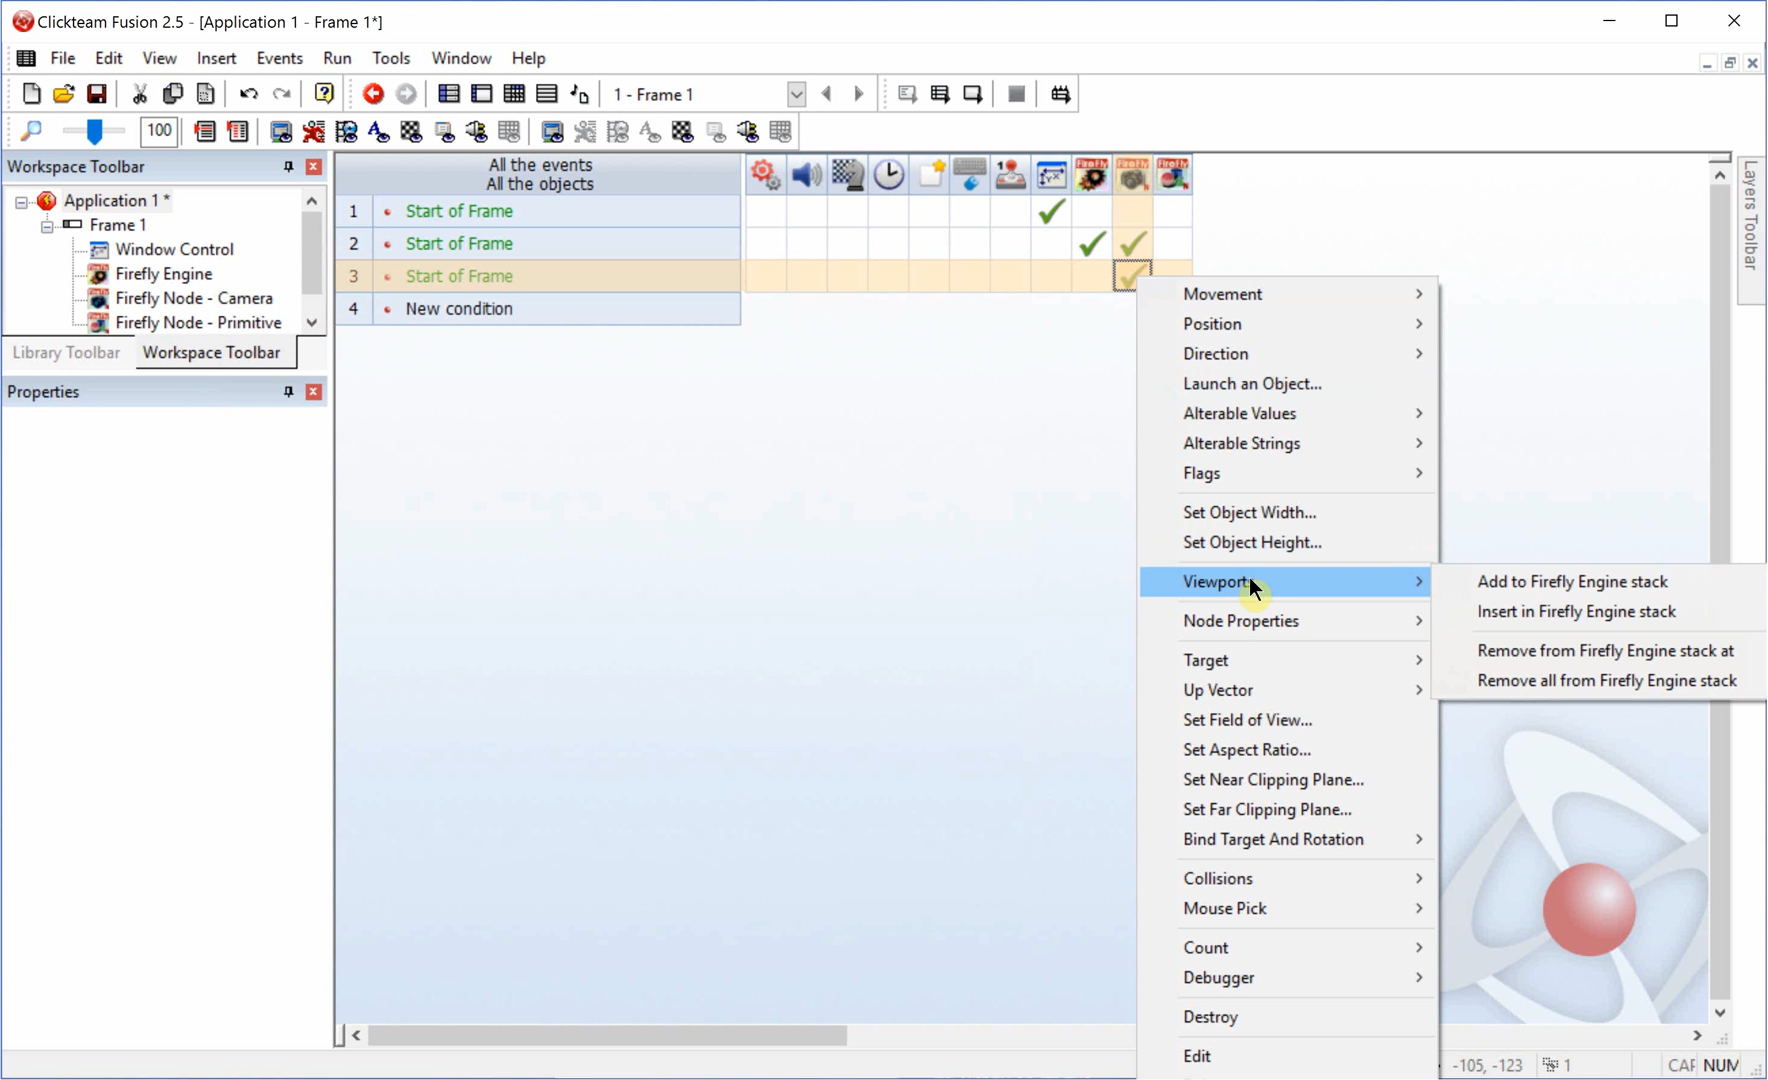 Clickteam Fusion 2.5 - [Application 1 - Frame 1*]
File Edit View Insert Events Run Tools Window Help
1 - Frame 1
100
Workspace Toolbar
Application 1 *
Frame 1
Window Control
Firefly Engine
Firefly Node - Camera
Firefly Node - Primitive
Library Toolbar Workspace Toolbar
Properties
All the events
All the objects
1 Start of Frame
2 Start of Frame
3 Start of Frame
4 New condition
Layers Toolbar
Movement
Position
Direction
Launch an Object...
Alterable Values
Alterable Strings
Flags
Set Object Width...
Set Object Height...
Viewport
Node Properties
Target
Up Vector
Set Field of View...
Set Aspect Ratio...
Set Near Clipping Plane...
Set Far Clipping Plane...
Bind Target And Rotation
Collisions
Mouse Pick
Count
Debugger
Destroy
Edit
Add to Firefly Engine stack
Insert in Firefly Engine stack
Remove from Firefly Engine stack at
Remove all from Firefly Engine stack
-105, -123 1 CAP NUM